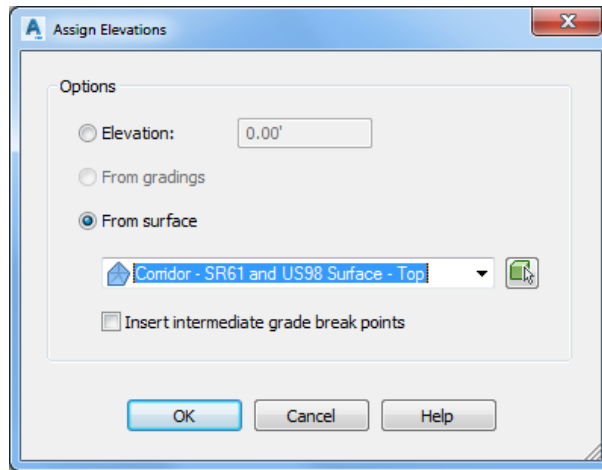 Assign Elevations
Options
Elevation: 0.00'
From gradings
From surface
Corridor - SR61 and US98 Surface - Top
Insert intermediate grade break points
OK Cancel Help